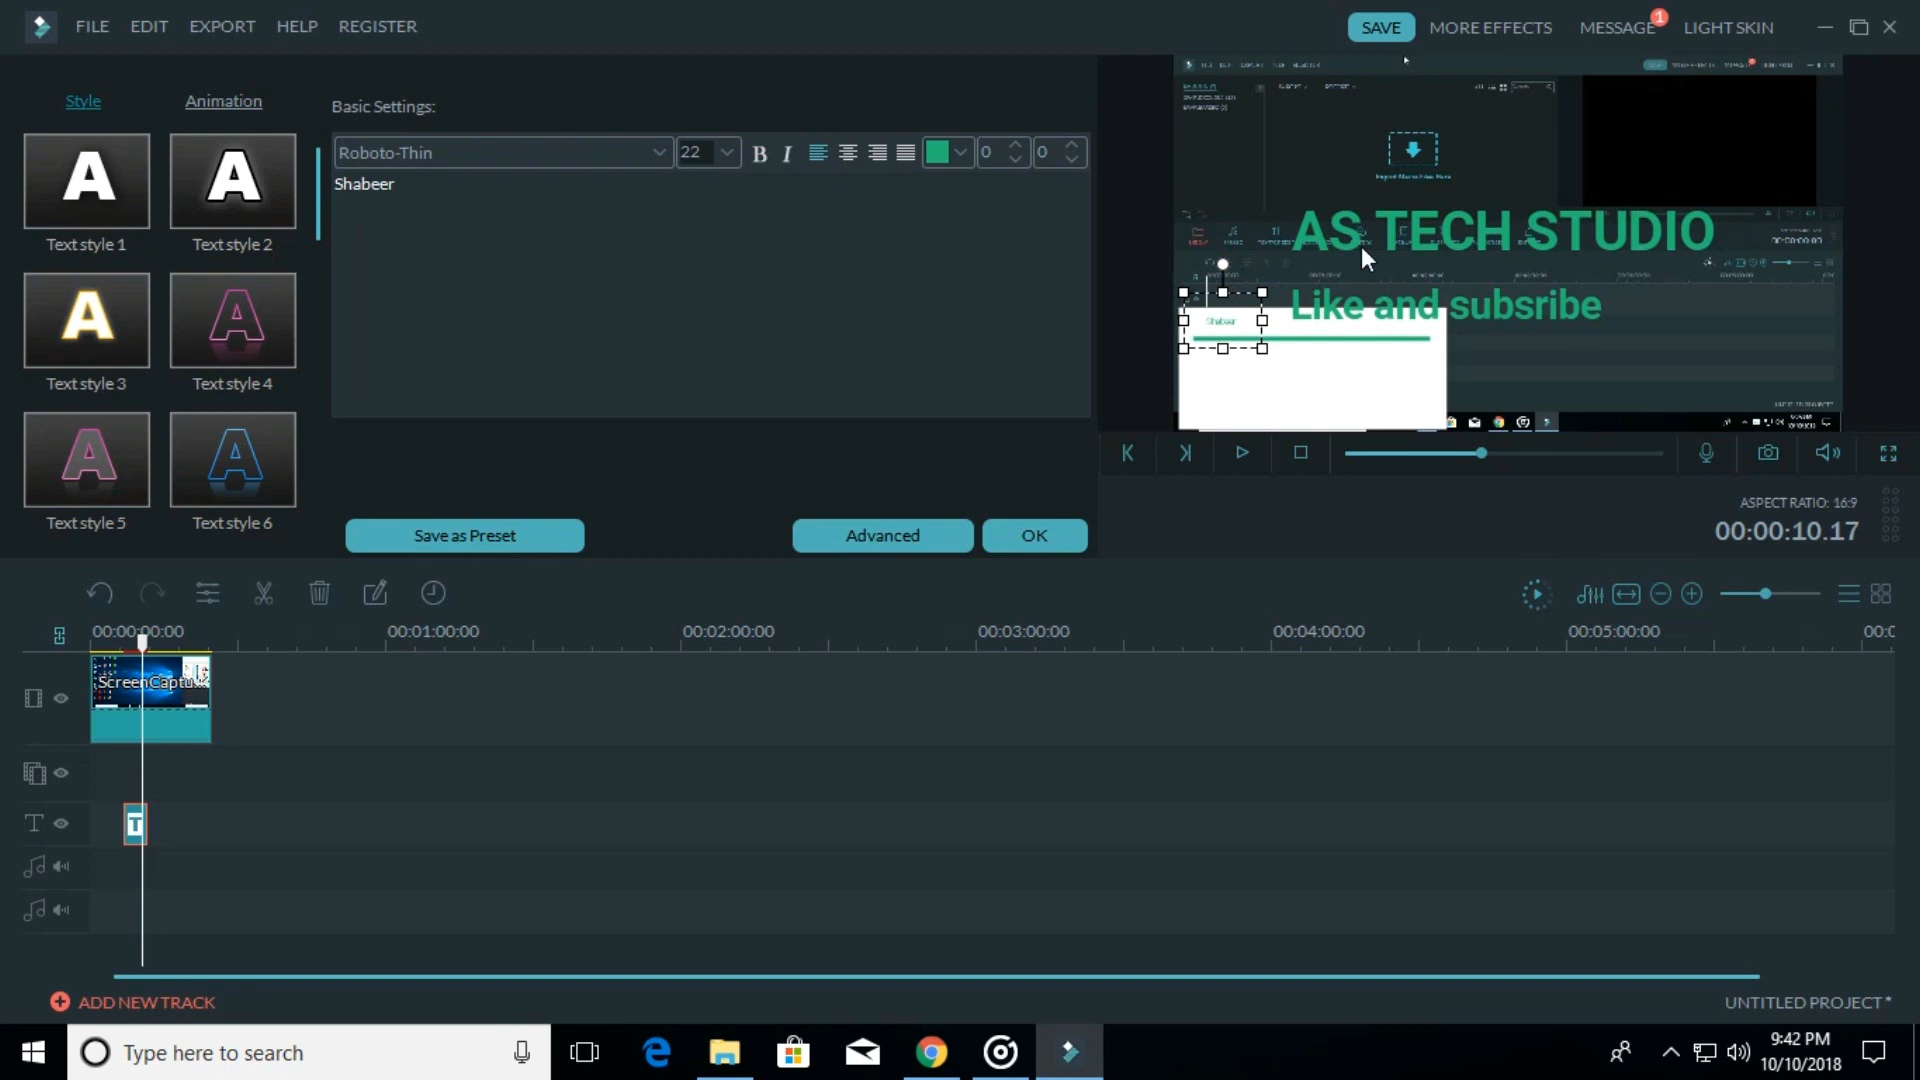 FILE EDIT EXPORT HELP REGISTER SAVE MORE EFFECTS MESSAGE 1 LIGHT SKIN
Style Animation Basic Settings:
Roboto-Thin 22 B I 0 0
Shabeer
Text style 1 Text style 2
Text style 3 Text style 4
Text style 5 Text style 6
Save as Preset Advanced OK
Import Media Files Here
AS TECH STUDIO
Like and subsribe
Shabeer
ASPECT RATIO: 16:9
00:00:10.17
00:00:00:00 00:01:00:00 00:02:00:00 00:03:00:00 00:04:00:00 00:05:00:00
ScreenCaptu
T
T
ADD NEW TRACK UNTITLED PROJECT *
Type here to search
9:42 PM
10/10/2018